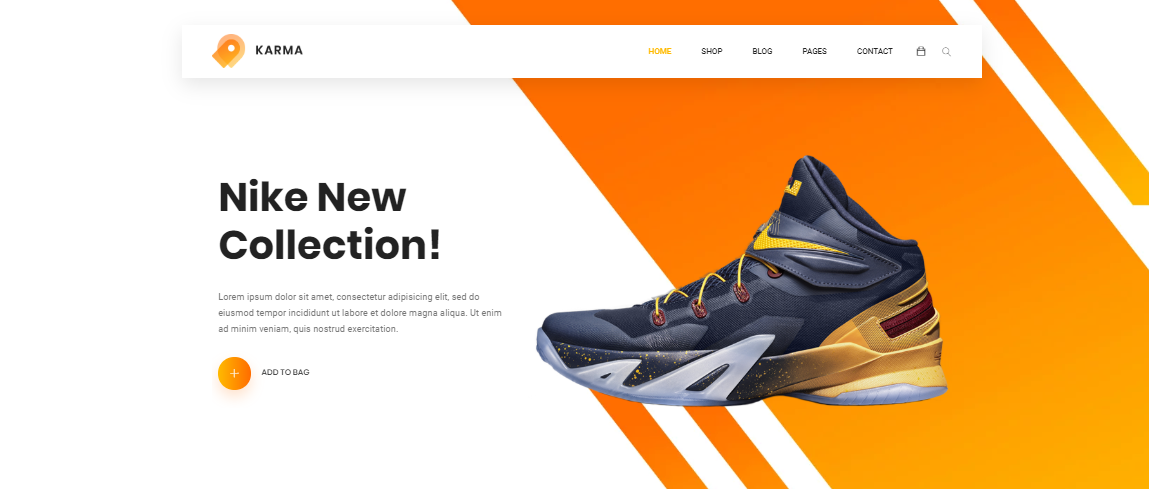 KARMA
HOME SHOP BLOG PAGES CONTACT
Nike New
Collection!
Lorem ipsum dolor sit amet, consectetur adipisicing elit, sed do
eiusmod tempor incididunt ut labore et dolore magna aliqua. Ut enim
ad minim veniam, quis nostrud exercitation.
ADD TO BAG